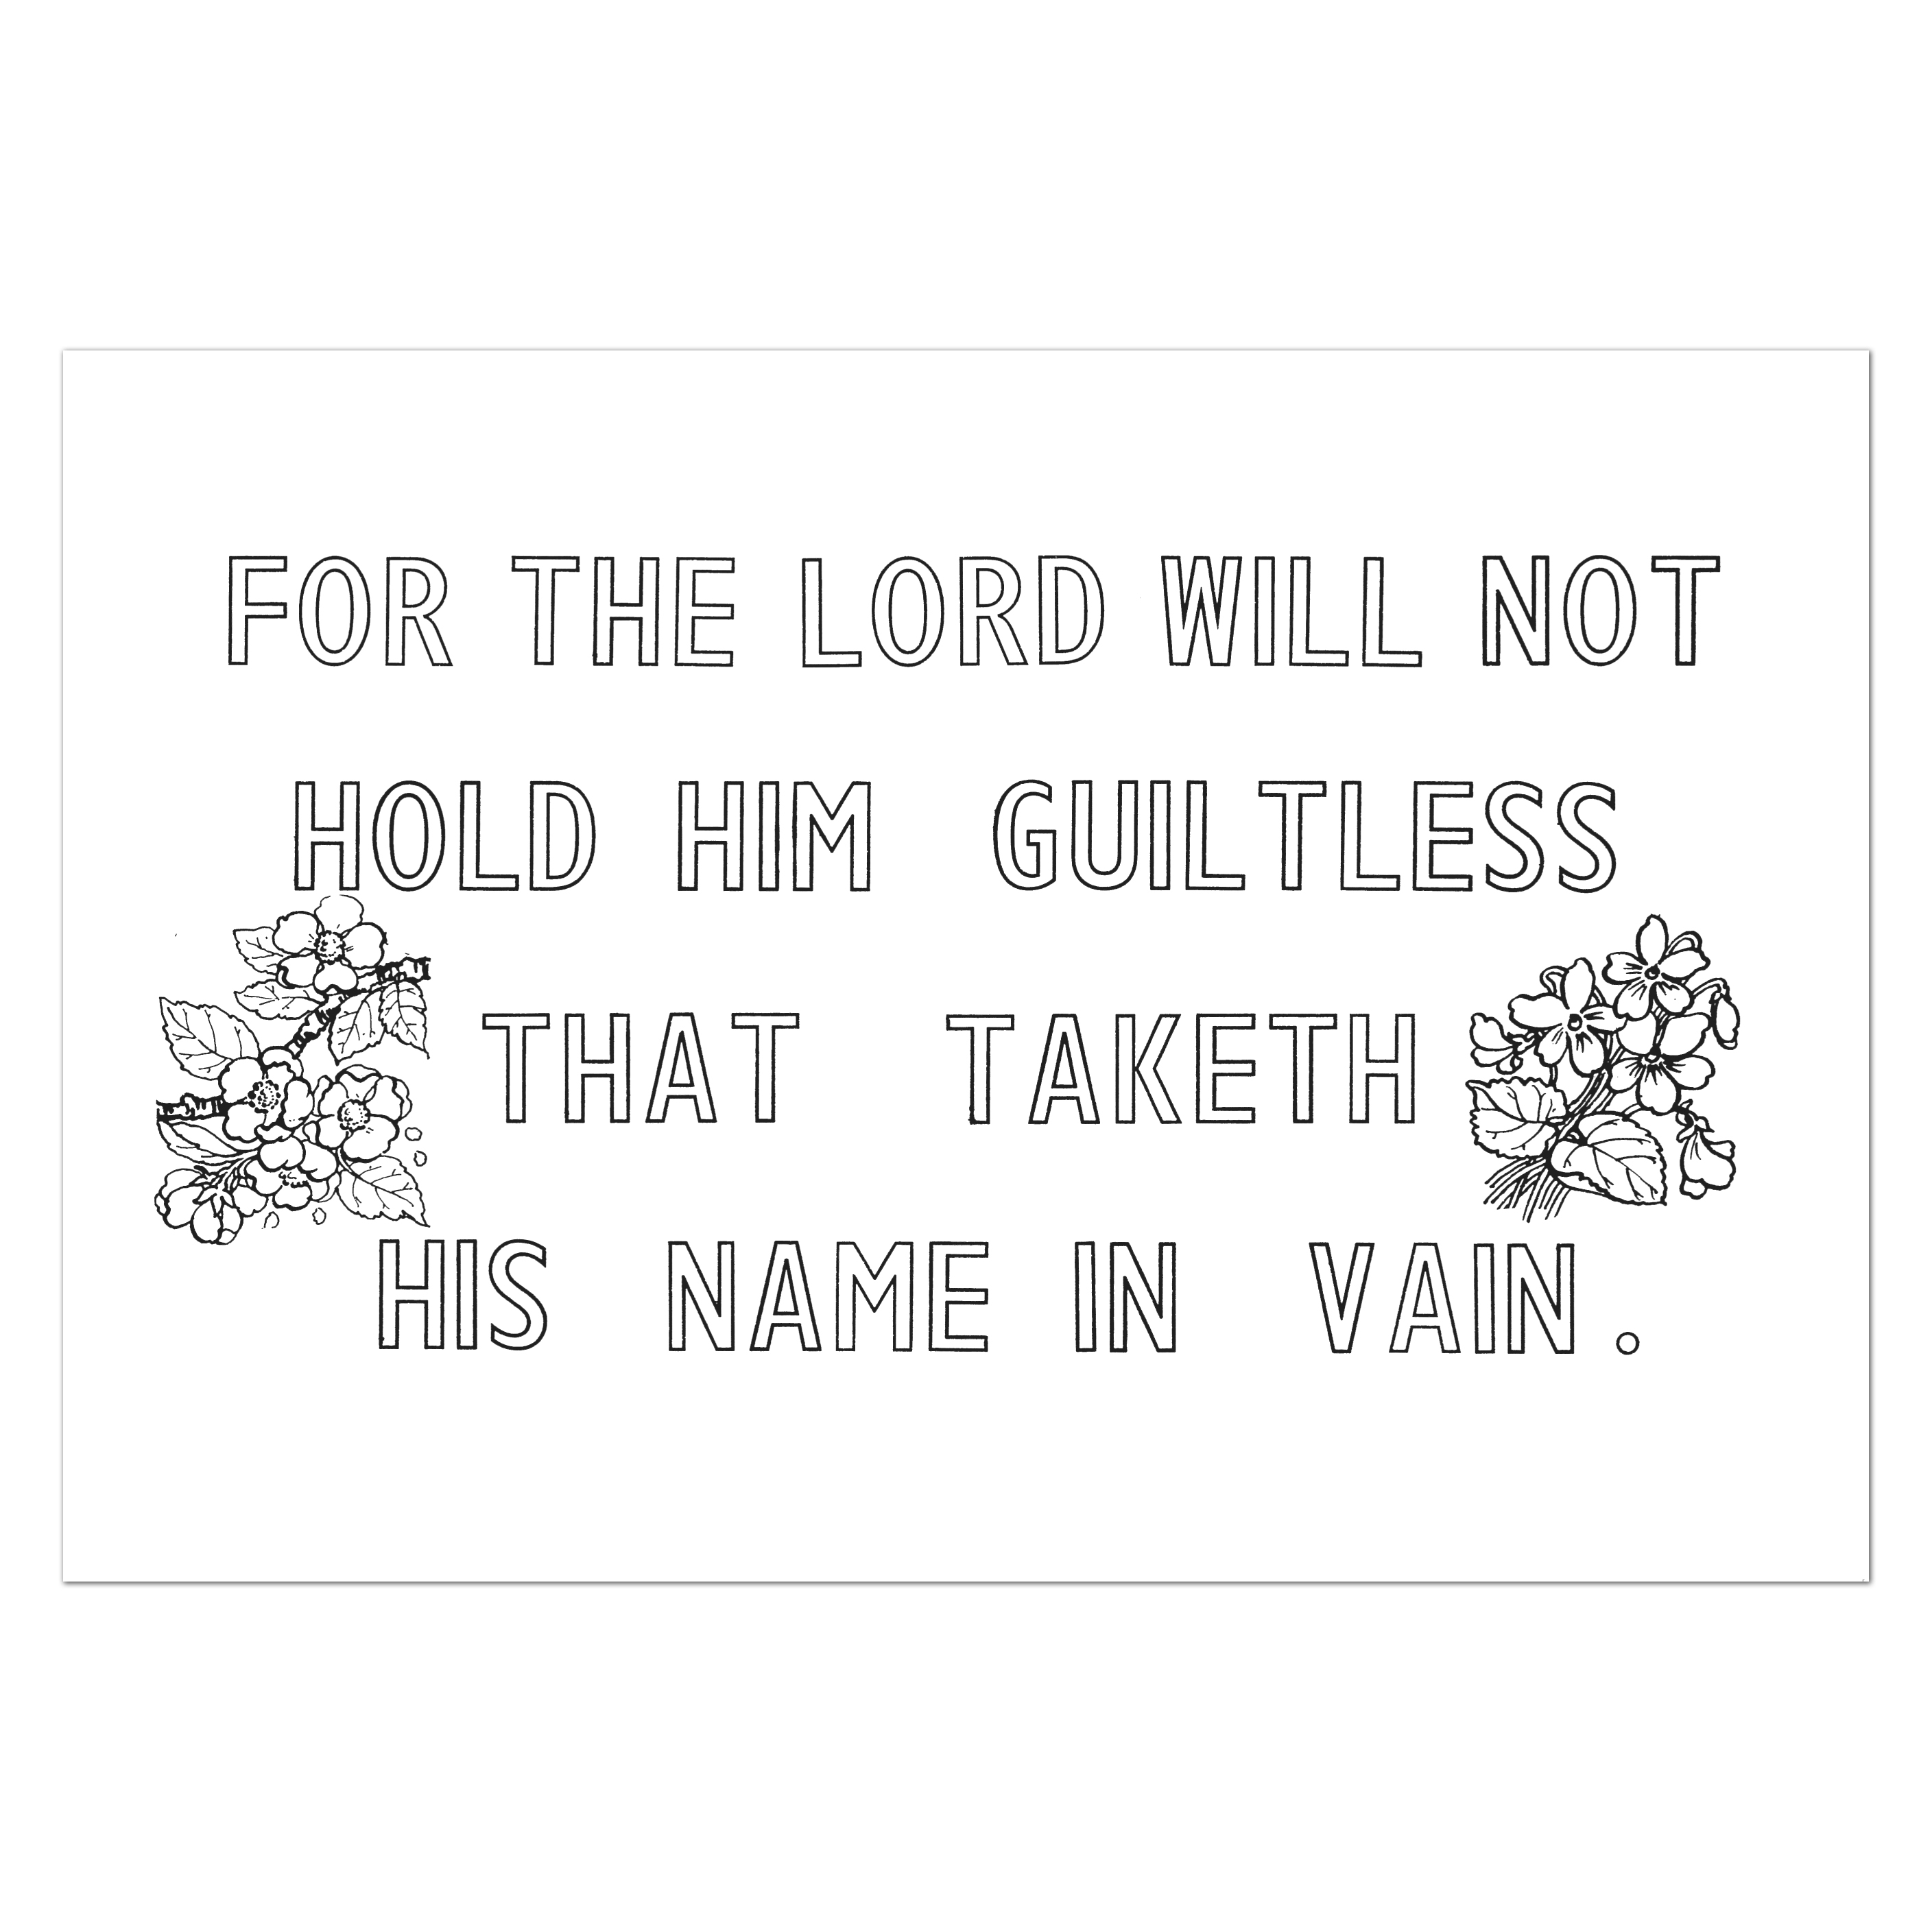 FOR THE LORD WILL NOT
HOLD HIM GUILTLESS
THAT TAKETH
HIS NAME IN VAIN.